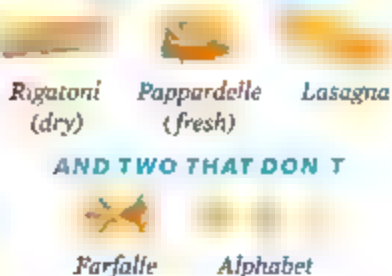 Rigatoni Pappardelle Lasagna
(dry) (fresh)
AND TWO THAT DON T
Farfalle Alphabet